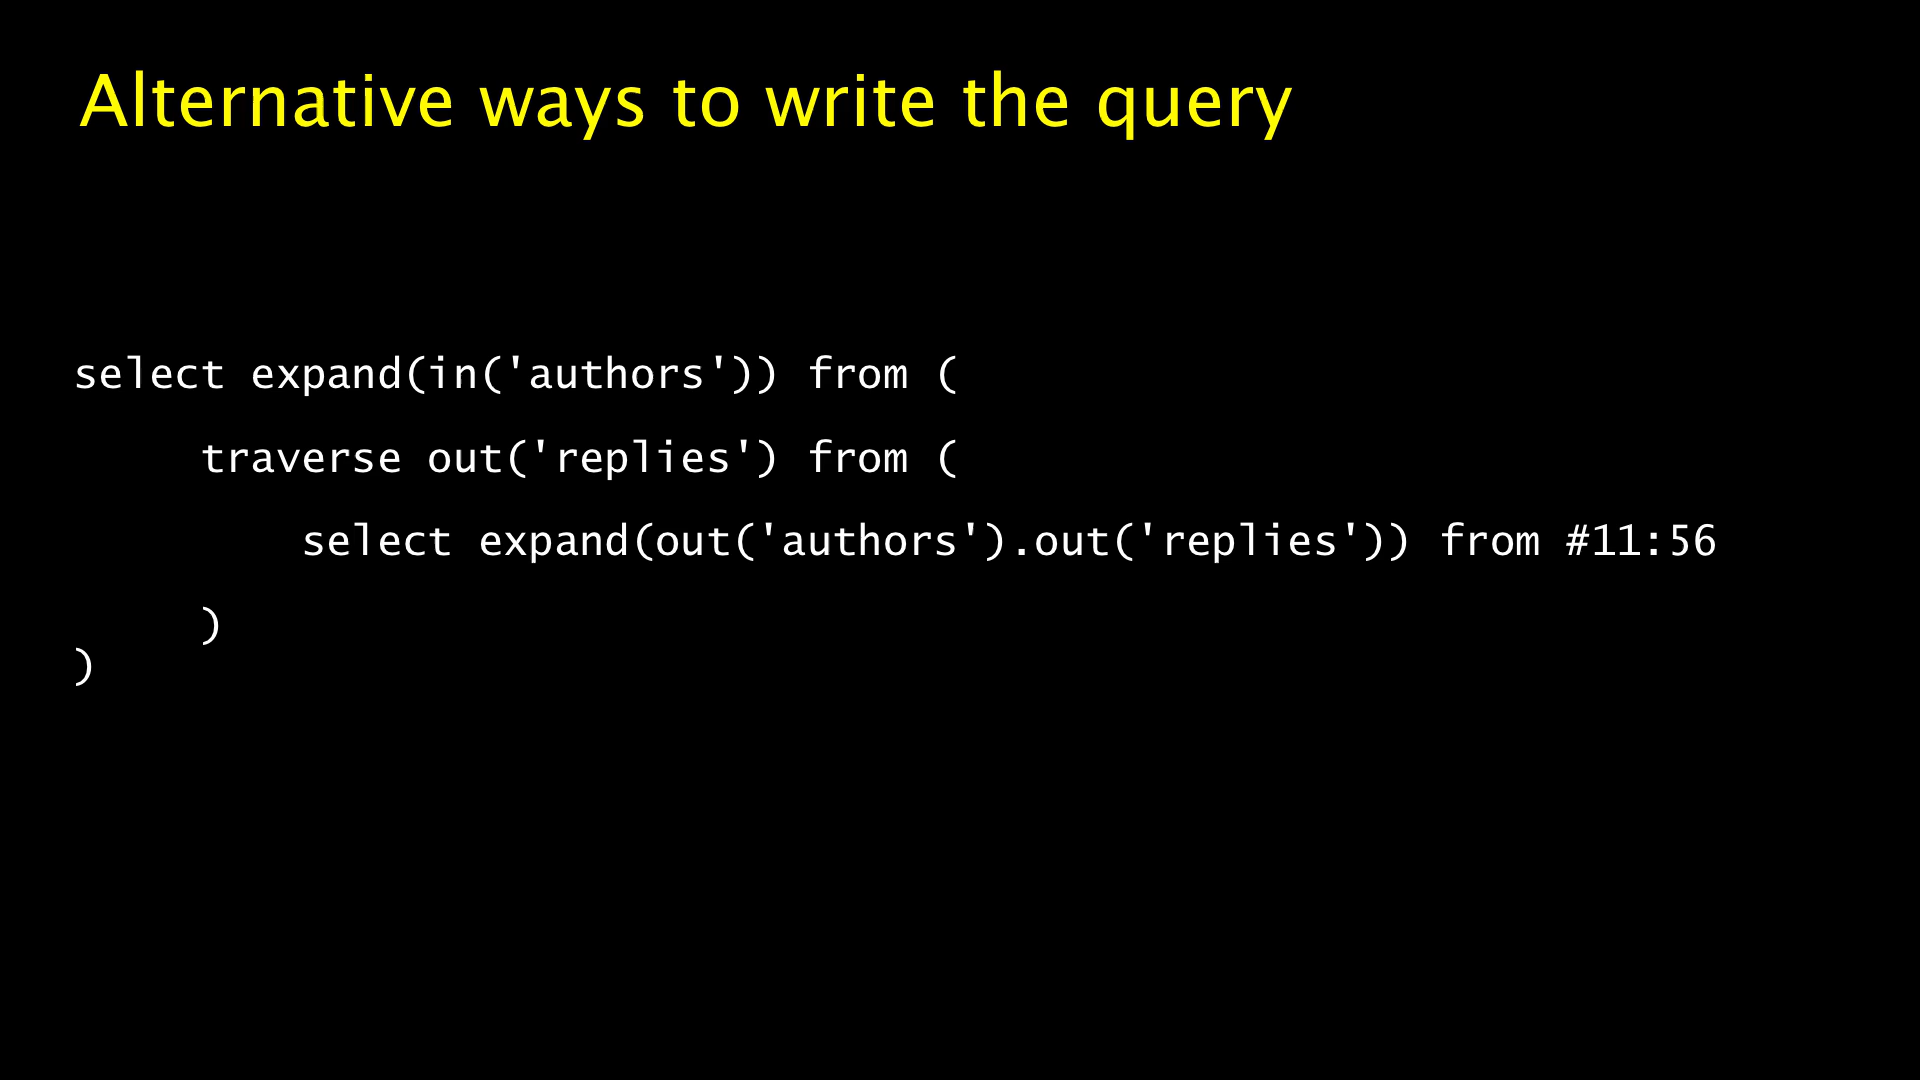 Alternative ways to write the query
select expand(in('authors')) from (
traverse out('replies') from (
select expand(out('authors').out('replies')) from #11:56
)
)